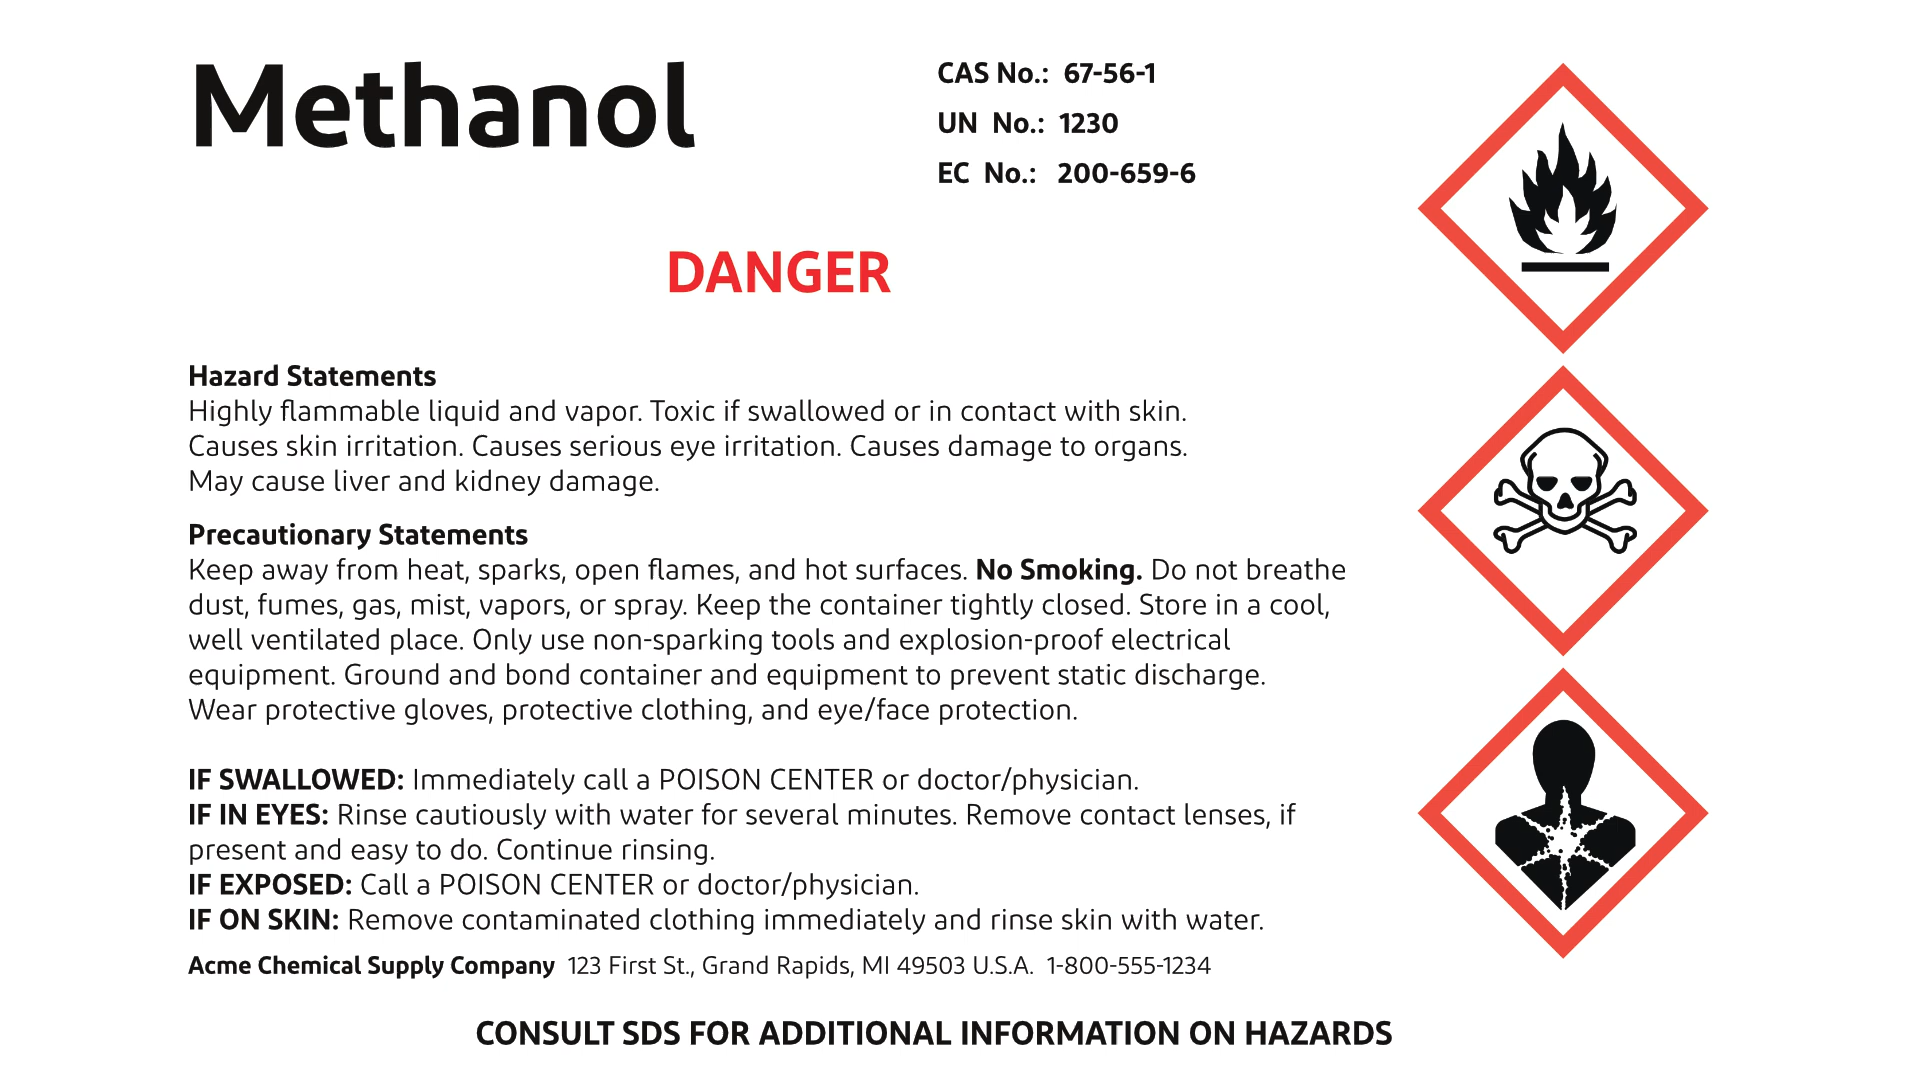 Methanol
CAS No.: 67-56-1
UN No.: 1230
EC No.: 200-659-6
DANGER
Hazard Statements
Highly flammable liquid and vapor. Toxic if swallowed or in contact with skin.
Causes skin irritation. Causes serious eye irritation. Causes damage to organs.
May cause liver and kidney damage.
Precautionary Statements
Keep away from heat, sparks, open flames, and hot surfaces. No Smoking. Do not breathe
dust, fumes, gas, mist, vapors, or spray. Keep the container tightly closed. Store in a cool,
well ventilated place. Only use non-sparking tools and explosion-proof electrical
equipment. Ground and bond container and equipment to prevent static discharge.
Wear protective gloves, protective clothing, and eye/face protection.
IF SWALLOWED: Immediately call a POISON CENTER or doctor/physician.
IF IN EYES: Rinse cautiously with water for several minutes. Remove contact lenses, if
present and easy to do. Continue rinsing.
IF EXPOSED: Call a POISON CENTER or doctor/physician.
IF ON SKIN: Remove contaminated clothing immediately and rinse skin with water.
Acme Chemical Supply Company 123 First St., Grand Rapids, MI 49503 U.S.A. 1-800-555-1234
CONSULT SDS FOR ADDITIONAL INFORMATION ON HAZARDS